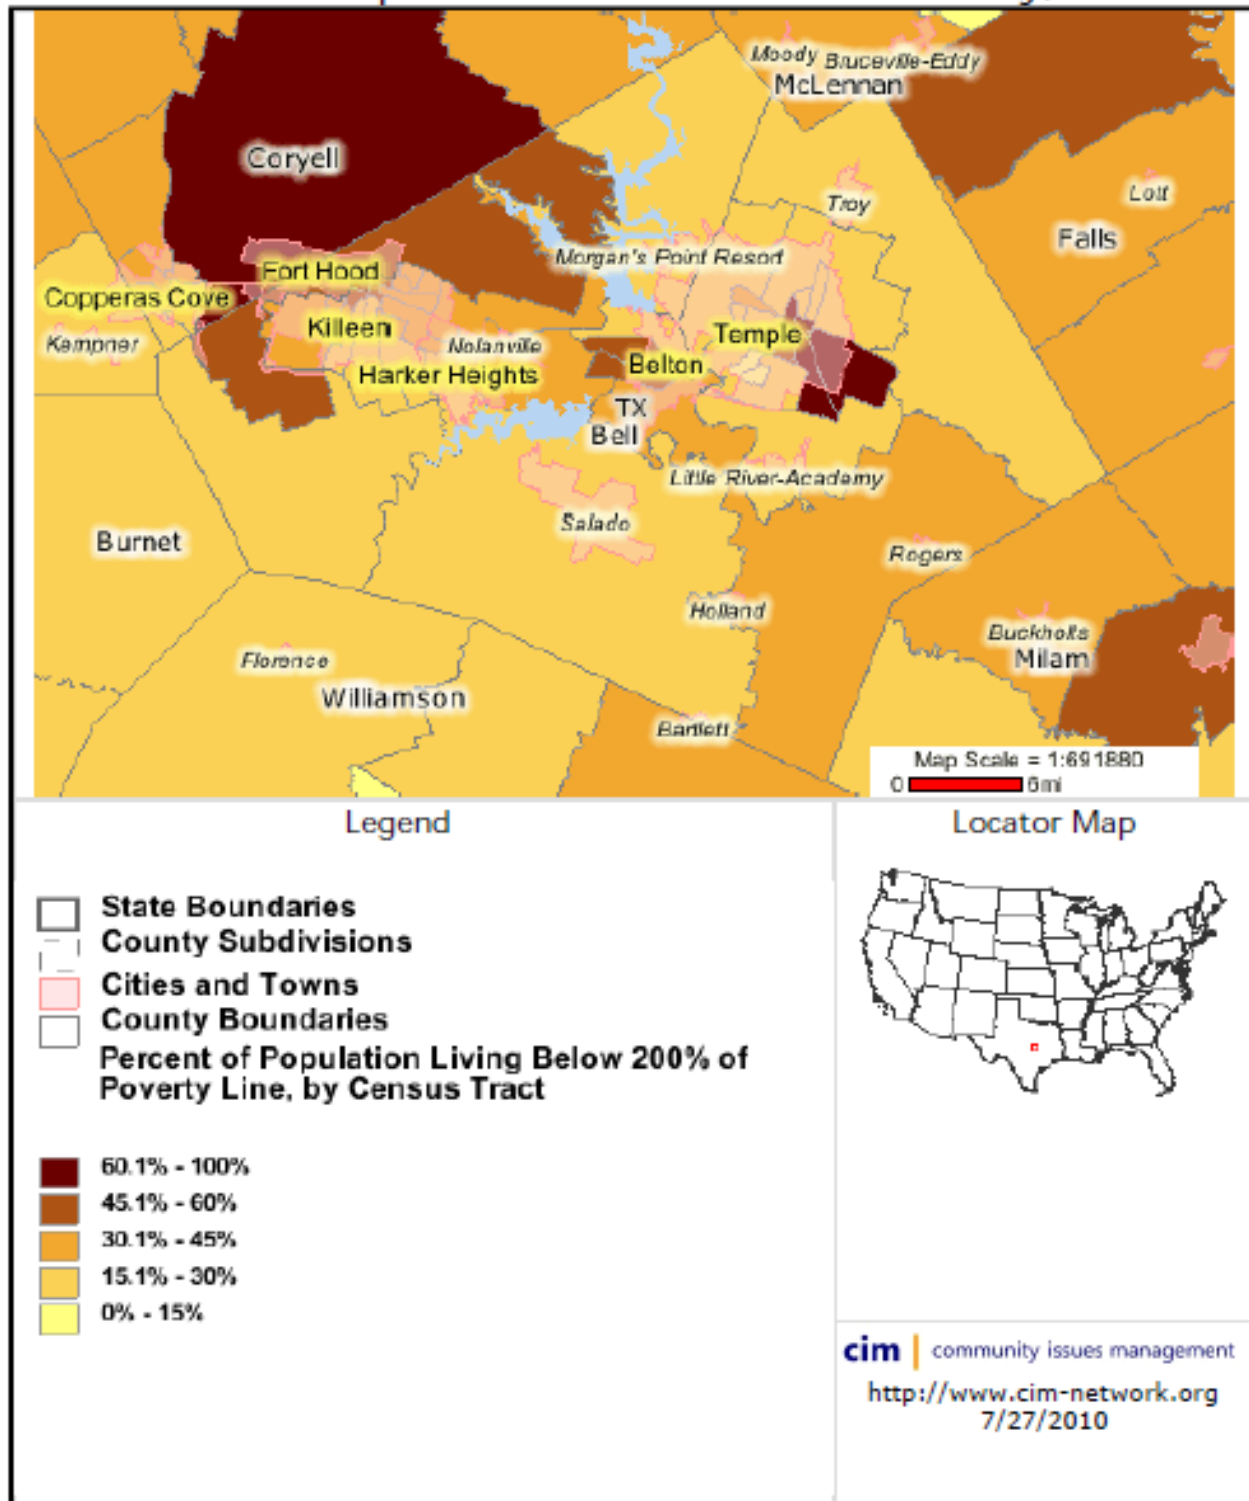 Moody Bruceville-Eddy
McLennan
Coryell
Troy
Lott
Falls
Morgan's Point Resort
Fort Hood
Copperas Cove
Killeen
Temple
Kempner
Nolanville
Belton
Harker Heights
TX
Bell
Little River-Academy
Salado
Burnet
Rogers
Holland
Buckholts
Milam
Florence
Williamson
Bartlett
Map Scale = 1:691880
0 6mi
Legend
State Boundaries
County Subdivisions
Cities and Towns
County Boundaries
Percent of Population Living Below 200% of
Poverty Line, by Census Tract
60.1% - 100%
45.1% - 60%
30.1% - 45%
15.1% - 30%
0% - 15%
Locator Map
cim | community issues management
http://www.cim-network.org
7/27/2010